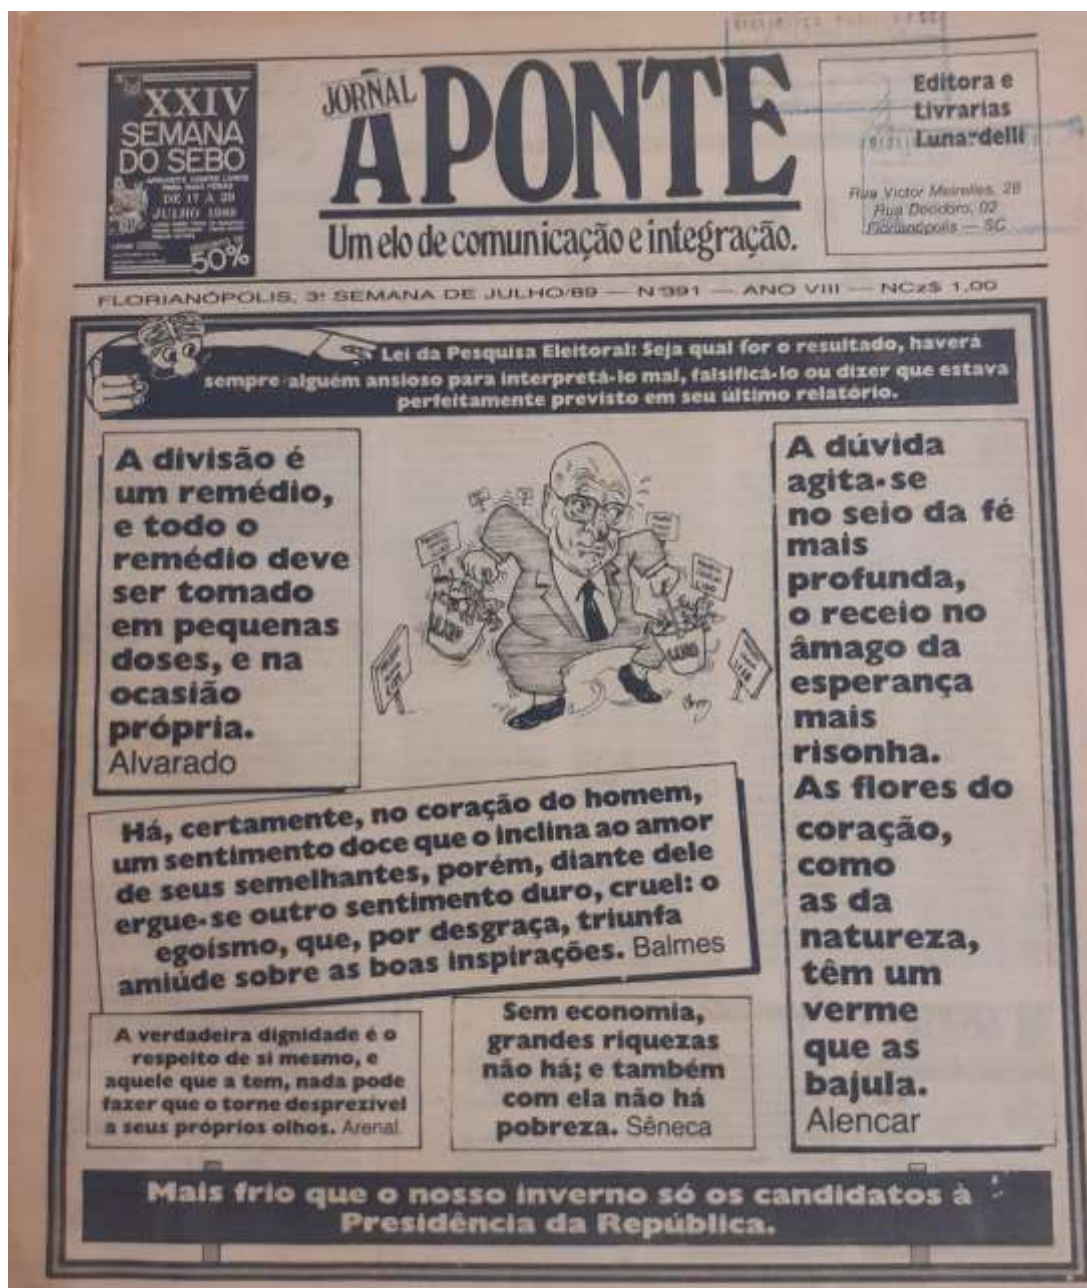 XXIV
SEMANA
DO SEBO
DE 17 A 29
50%
JORNAL
A PONTE
Um elo de comunicação e integração.
Editora e
Livrarias
Lunardelli
Rua Victor Meirelles, 28
Rua Deodoro, 02
Florianópolis — SC
FLORIANÓPOLIS, 3ª SEMANA DE JULHO/89 — Nº391 — ANO VIII — NCz$ 1,00
Lei da Pesquisa Eleitoral: Seja qual for o resultado, haverá
sempre alguém ansioso para interpretá-lo mal, falsificá-lo ou dizer que estava
perfeitamente previsto em seu último relatório.
A divisão é
um remédio,
e todo o
remédio deve
ser tomado
em pequenas
doses, e na
ocasião
própria.
Alvarado
LIXO
A dúvida
agita-se
no seio da fé
mais
profunda,
o receio no
âmago da
esperança
mais
risonha.
As flores do
coração,
como
as da
natureza,
têm um
verme
que as
bajula.
Alencar
Há, certamente, no coração do homem,
um sentimento doce que o inclina ao amor
de seus semelhantes, porém, diante dele
ergue-se outro sentimento duro, cruel: o
egoísmo, que, por desgraça, triunfa
amiúde sobre as boas inspirações. Balmes
A verdadeira dignidade é o
respeito de si mesmo, e
aquele que a tem, nada pode
fazer que o torne desprezível
a seus próprios olhos. Arenal
Sem economia,
grandes riquezas
não há; e também
com ela não há
pobreza. Sêneca
Mais frio que o nosso inverno só os candidatos à
Presidência da República.